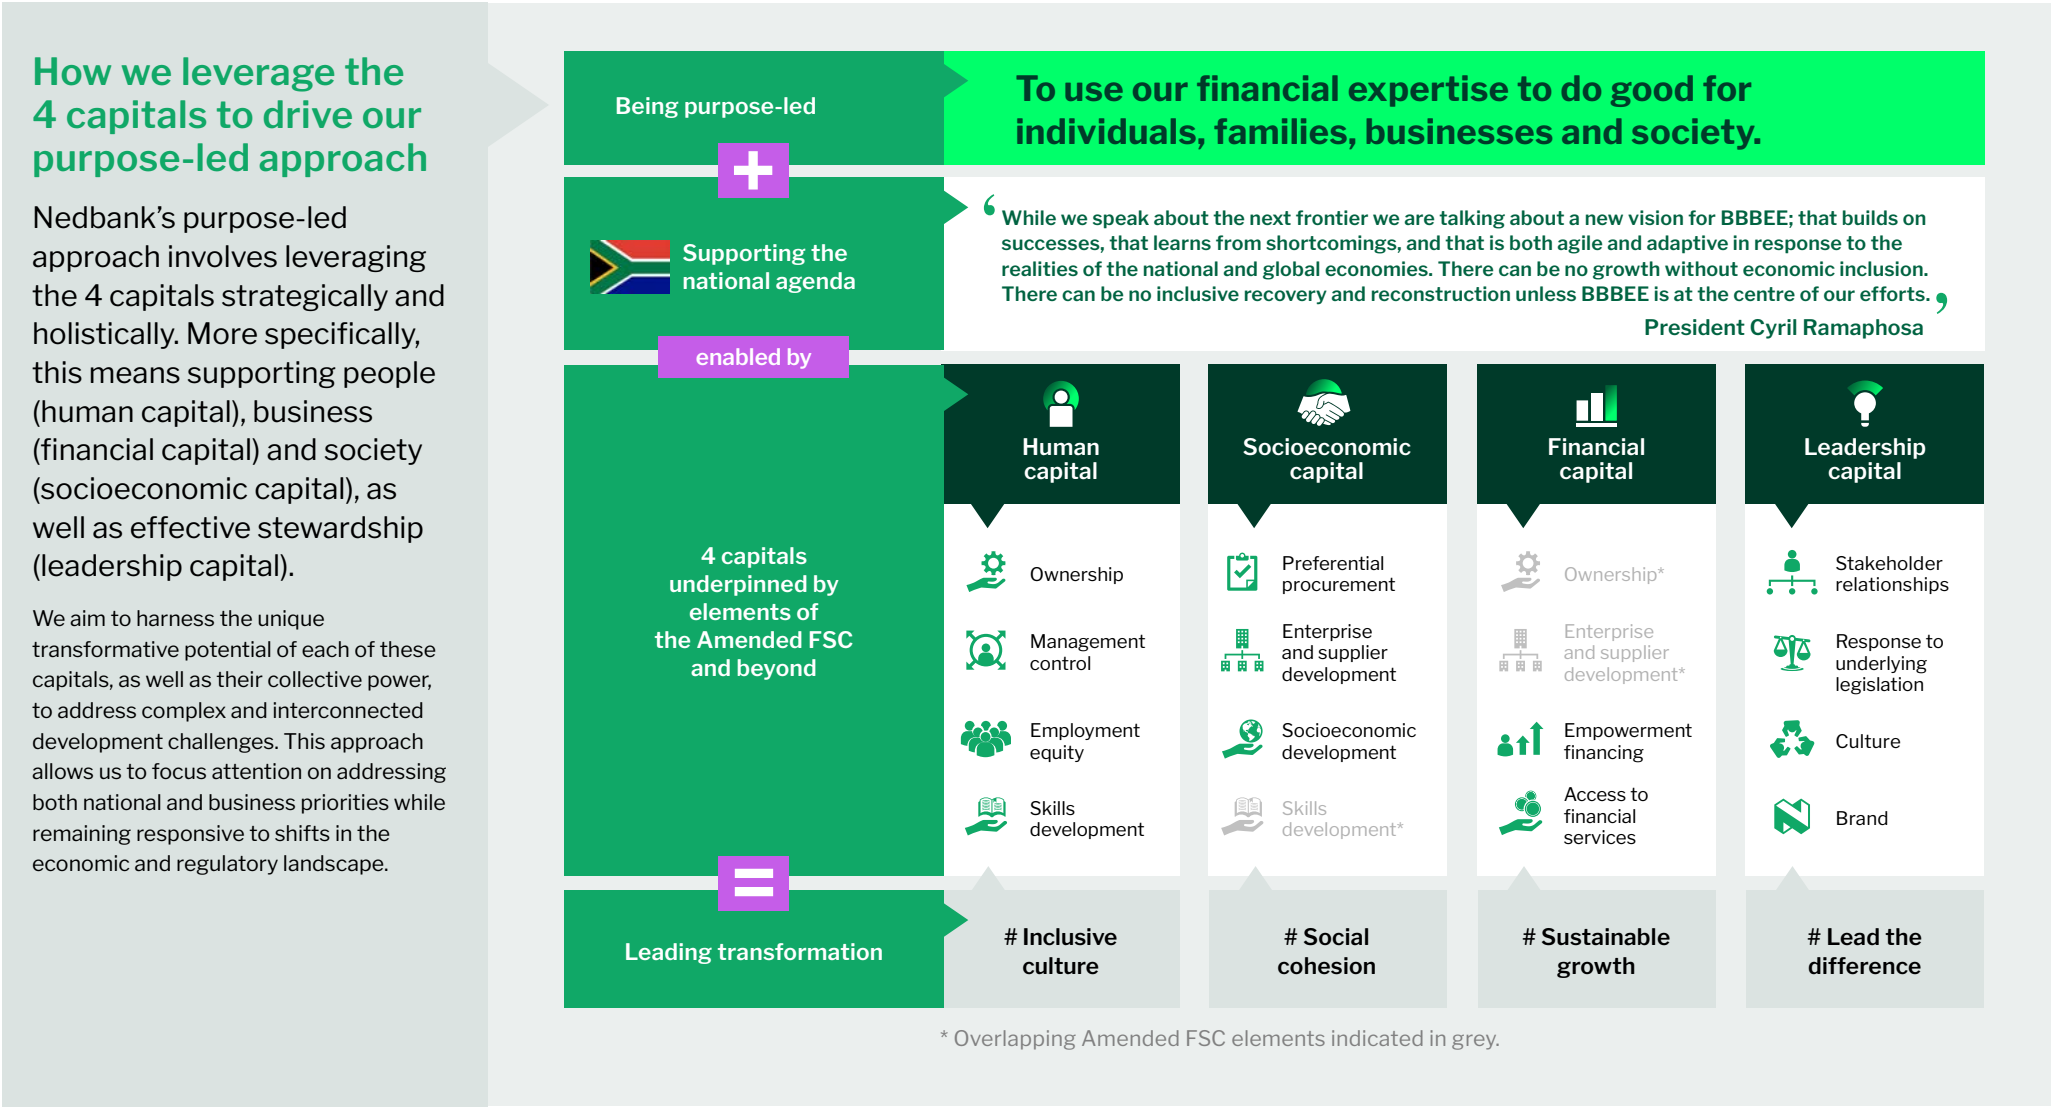 How we leverage the
4 capitals to drive our
purpose-led approach
Nedbank’s purpose-led
approach involves leveraging
the 4 capitals strategically and
holistically. More specifically,
this means supporting people
(human capital), business
(financial capital) and society
(socioeconomic capital), as
well as effective stewardship
(leadership capital).
We aim to harness the unique
transformative potential of each of these
capitals, as well as their collective power,
to address complex and interconnected
development challenges. This approach
allows us to focus attention on addressing
both national and business priorities while
remaining responsive to shifts in the
economic and regulatory landscape.
Being purpose-led
To use our financial expertise to do good for
individuals, families, businesses and society.
+
Supporting the
national agenda
‘While we speak about the next frontier we are talking about a new vision for BBBEE; that builds on
successes, that learns from shortcomings, and that is both agile and adaptive in response to the
realities of the national and global economies. There can be no growth without economic inclusion.
There can be no inclusive recovery and reconstruction unless BBBEE is at the centre of our efforts.’
President Cyril Ramaphosa
enabled by
4 capitals
underpinned by
elements of
the Amended FSC
and beyond
Human
capital
Ownership
Management
control
Employment
equity
Skills
development
Socioeconomic
capital
Preferential
procurement
Enterprise
and supplier
development
Socioeconomic
development
Skills
development*
Financial
capital
Ownership*
Enterprise
and supplier
development*
Empowerment
financing
Access to
financial
services
Leadership
capital
Stakeholder
relationships
Response to
underlying
legislation
Culture
Brand
=
Leading transformation
# Inclusive
culture
# Social
cohesion
# Sustainable
growth
# Lead the
difference
* Overlapping Amended FSC elements indicated in grey.